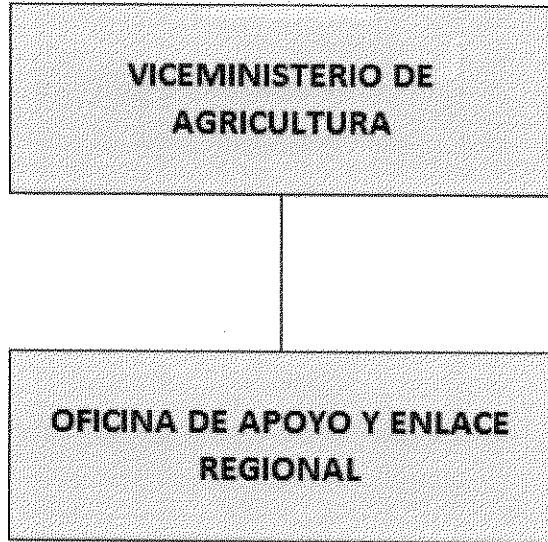 VICEMINISTERIO DE
AGRICULTURA
OFICINA DE APOYO Y ENLACE
REGIONAL